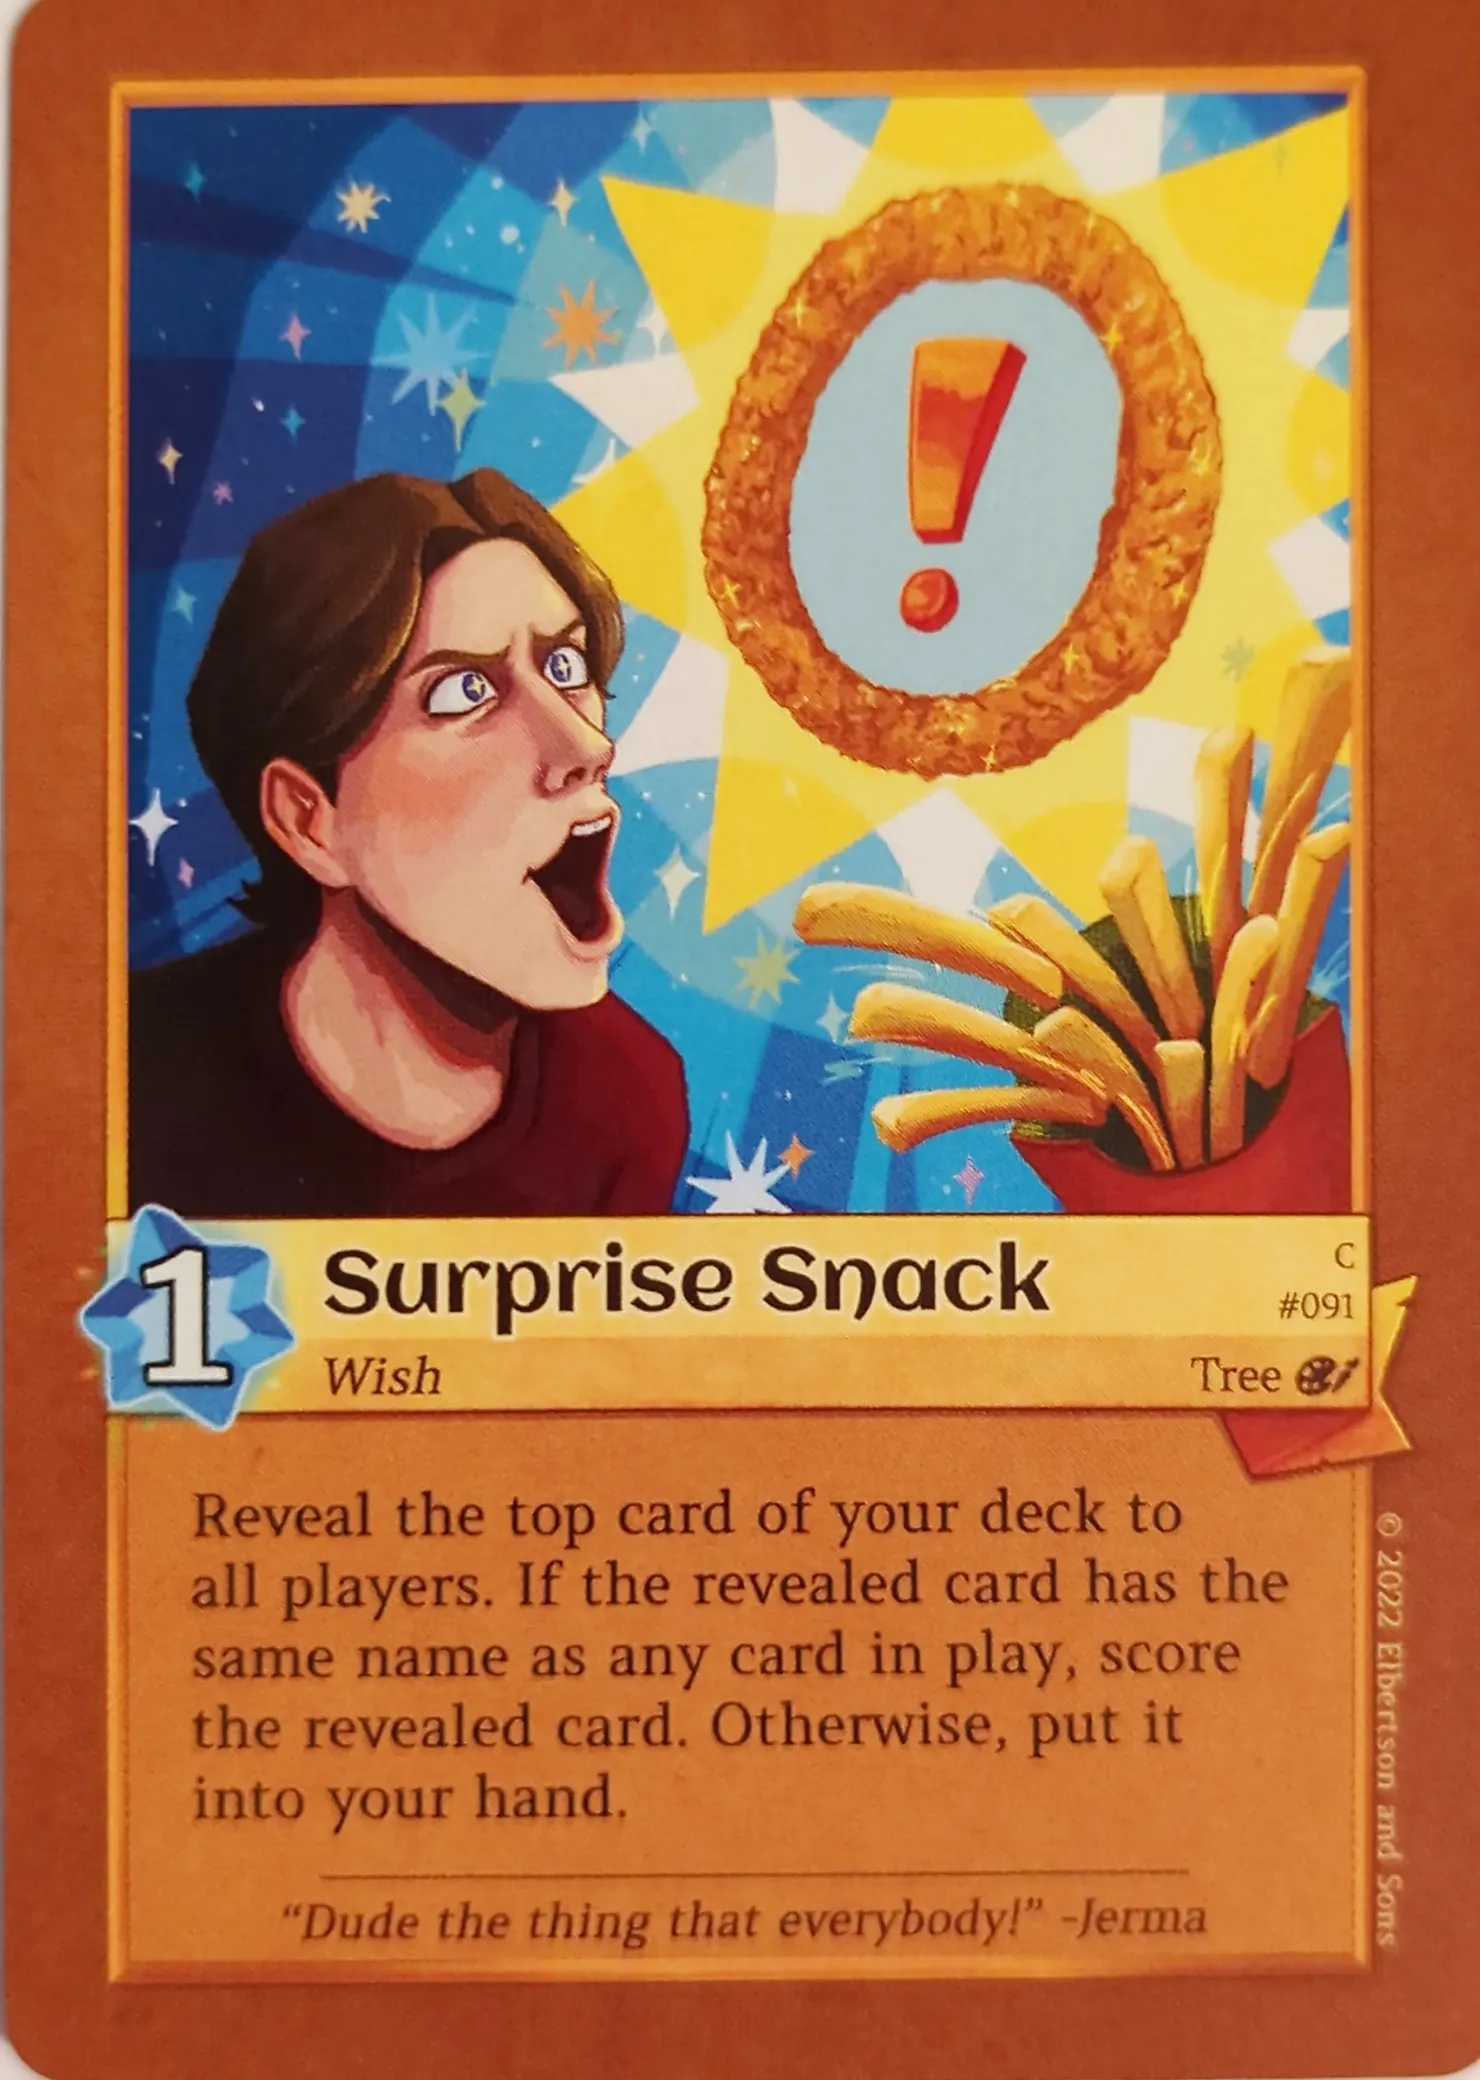 !
1
Surprise Snack
C
#091
Wish
Tree
Reveal the top card of your deck to
all players. If the revealed card has the
same name as any card in play, score
the revealed card. Otherwise, put it
into your hand.
“Dude the thing that everybody!” -Jerma
© 2022 Elbertson and Sons